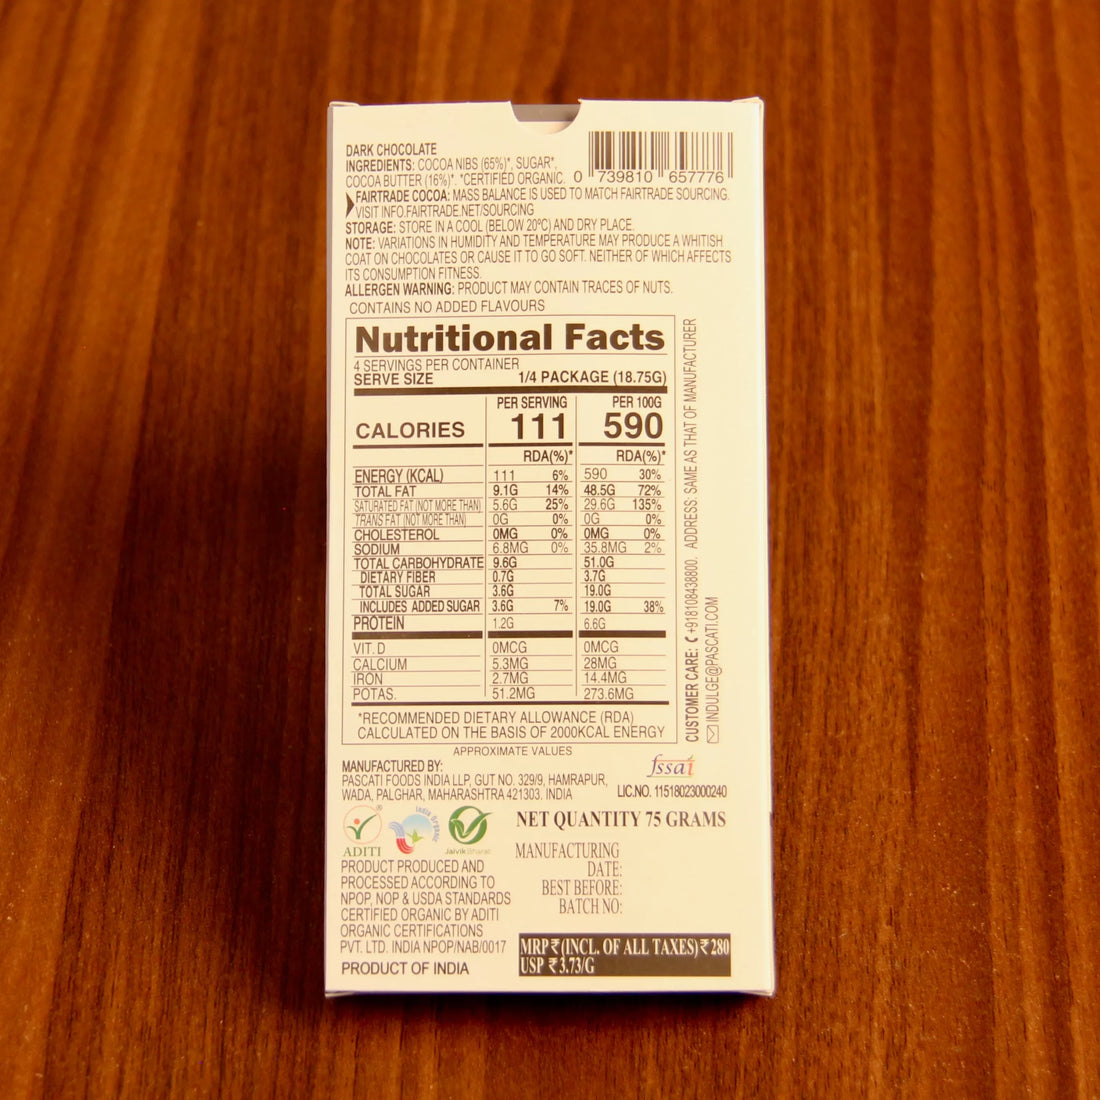 DARK CHOCOLATE
INGREDIENTS: COCOA NIBS (65%)*, SUGAR*,
COCOA BUTTER (16%)*. *CERTIFIED ORGANIC.
0 739810 657776
FAIRTRADE COCOA: MASS BALANCE IS USED TO MATCH FAIRTRADE SOURCING.
VISIT INFO.FAIRTRADE.NET/SOURCING
STORAGE: STORE IN A COOL (BELOW 20ºC) AND DRY PLACE.
NOTE: VARIATIONS IN HUMIDITY AND TEMPERATURE MAY PRODUCE A WHITISH
COAT ON CHOCOLATES OR CAUSE IT TO GO SOFT. NEITHER OF WHICH AFFECTS
ITS CONSUMPTION FITNESS.
ALLERGEN WARNING: PRODUCT MAY CONTAIN TRACES OF NUTS.
CONTAINS NO ADDED FLAVOURS
Nutritional Facts
4 SERVINGS PER CONTAINER
SERVE SIZE 1/4 PACKAGE (18.75G)
PER SERVING PER 100G
CALORIES 111 590
RDA(%)* RDA(%)*
ENERGY (KCAL) 111 6% 590 30%
TOTAL FAT 9.1G 14% 48.5G 72%
SATURATED FAT (NOT MORE THAN) 5.6G 25% 29.6G 135%
TRANS FAT (NOT MORE THAN) 0G 0% 0G 0%
CHOLESTEROL 0MG 0% 0MG 0%
SODIUM 6.8MG 0% 35.8MG 2%
TOTAL CARBOHYDRATE 9.6G 51.0G
DIETARY FIBER 0.7G 3.7G
TOTAL SUGAR 3.6G 19.0G
INCLUDES ADDED SUGAR 3.6G 7% 19.0G 38%
PROTEIN 1.2G 6.6G
VIT. D 0MCG 0MCG
CALCIUM 5.3MG 28MG
IRON 2.7MG 14.4MG
POTAS. 51.2MG 273.6MG
*RECOMMENDED DIETARY ALLOWANCE (RDA)
CALCULATED ON THE BASIS OF 2000KCAL ENERGY
APPROXIMATE VALUES
CUSTOMER CARE: +918108438800. ADDRESS: SAME AS THAT OF MANUFACTURER
INDULGE@PASCATI.COM
MANUFACTURED BY:
PASCATI FOODS INDIA LLP, GUT NO. 329/9, HAMRAPUR,
WADA, PALGHAR, MAHARASHTRA 421303. INDIA
fssai
LIC.NO. 11518023000240
ADITI
®
India Organic
Jaivik Bharat
NET QUANTITY 75 GRAMS
PRODUCT PRODUCED AND
PROCESSED ACCORDING TO
NPOP, NOP & USDA STANDARDS
CERTIFIED ORGANIC BY ADITI
ORGANIC CERTIFICATIONS
PVT. LTD. INDIA NPOP/NAB/0017
PRODUCT OF INDIA
MANUFACTURING
DATE:
BEST BEFORE:
BATCH NO:
MRP ₹ (INCL. OF ALL TAXES) ₹ 280
USP ₹ 3.73/G